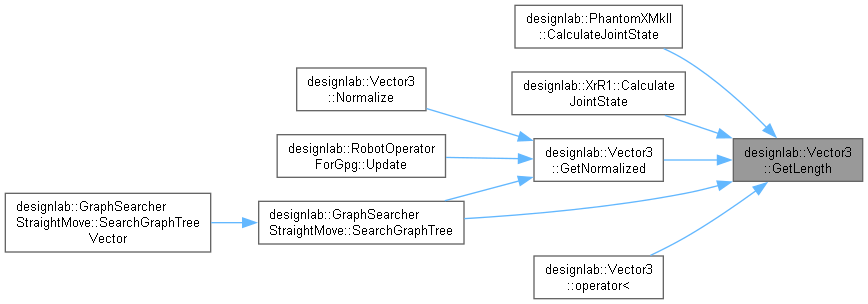 designlab::PhantomXMkII
::CalculateJointState
designlab::Vector3
::Normalize
designlab::XrR1::Calculate
JointState
designlab::RobotOperator
ForGpg::Update
designlab::Vector3
::GetNormalized
designlab::Vector3
::GetLength
designlab::GraphSearcher
StraightMove::SearchGraphTree
Vector
designlab::GraphSearcher
StraightMove::SearchGraphTree
designlab::Vector3
::operator<